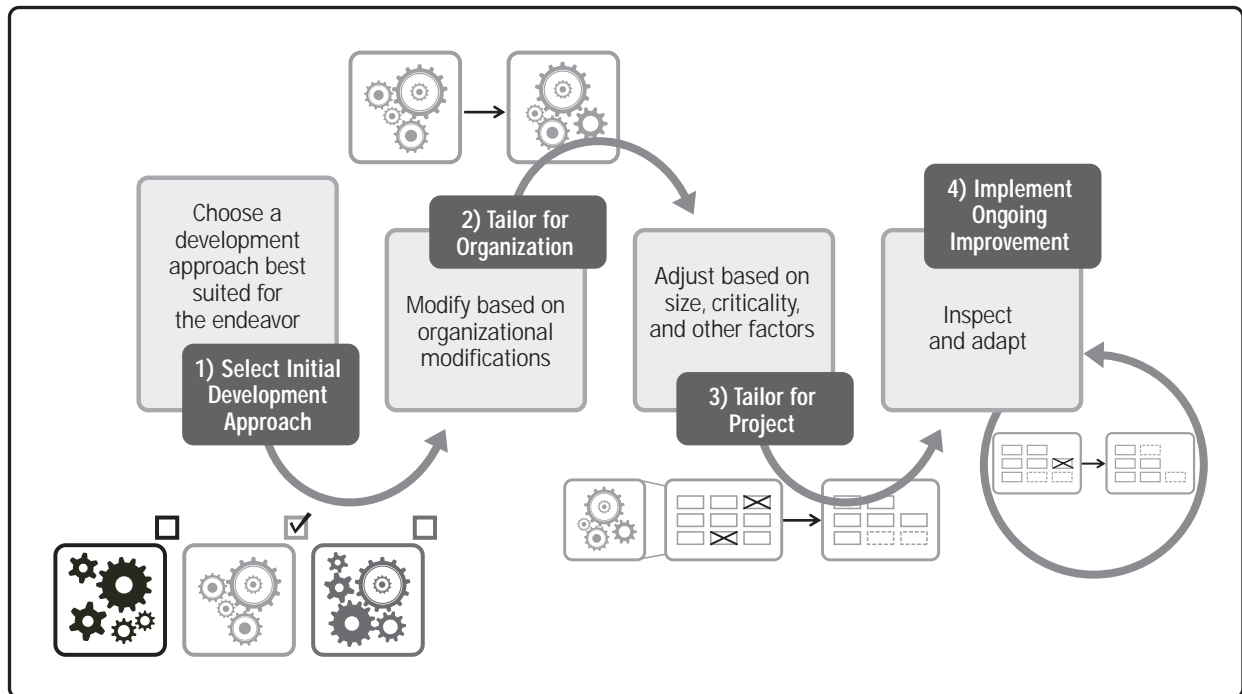 Choose a
development
approach best
suited for
the endeavor
1) Select Initial
Development
Approach
2) Tailor for
Organization
Modify based on
organizational
modifications
Adjust based on
size, criticality,
and other factors
3) Tailor for
Project
4) Implement
Ongoing
Improvement
Inspect
and adapt